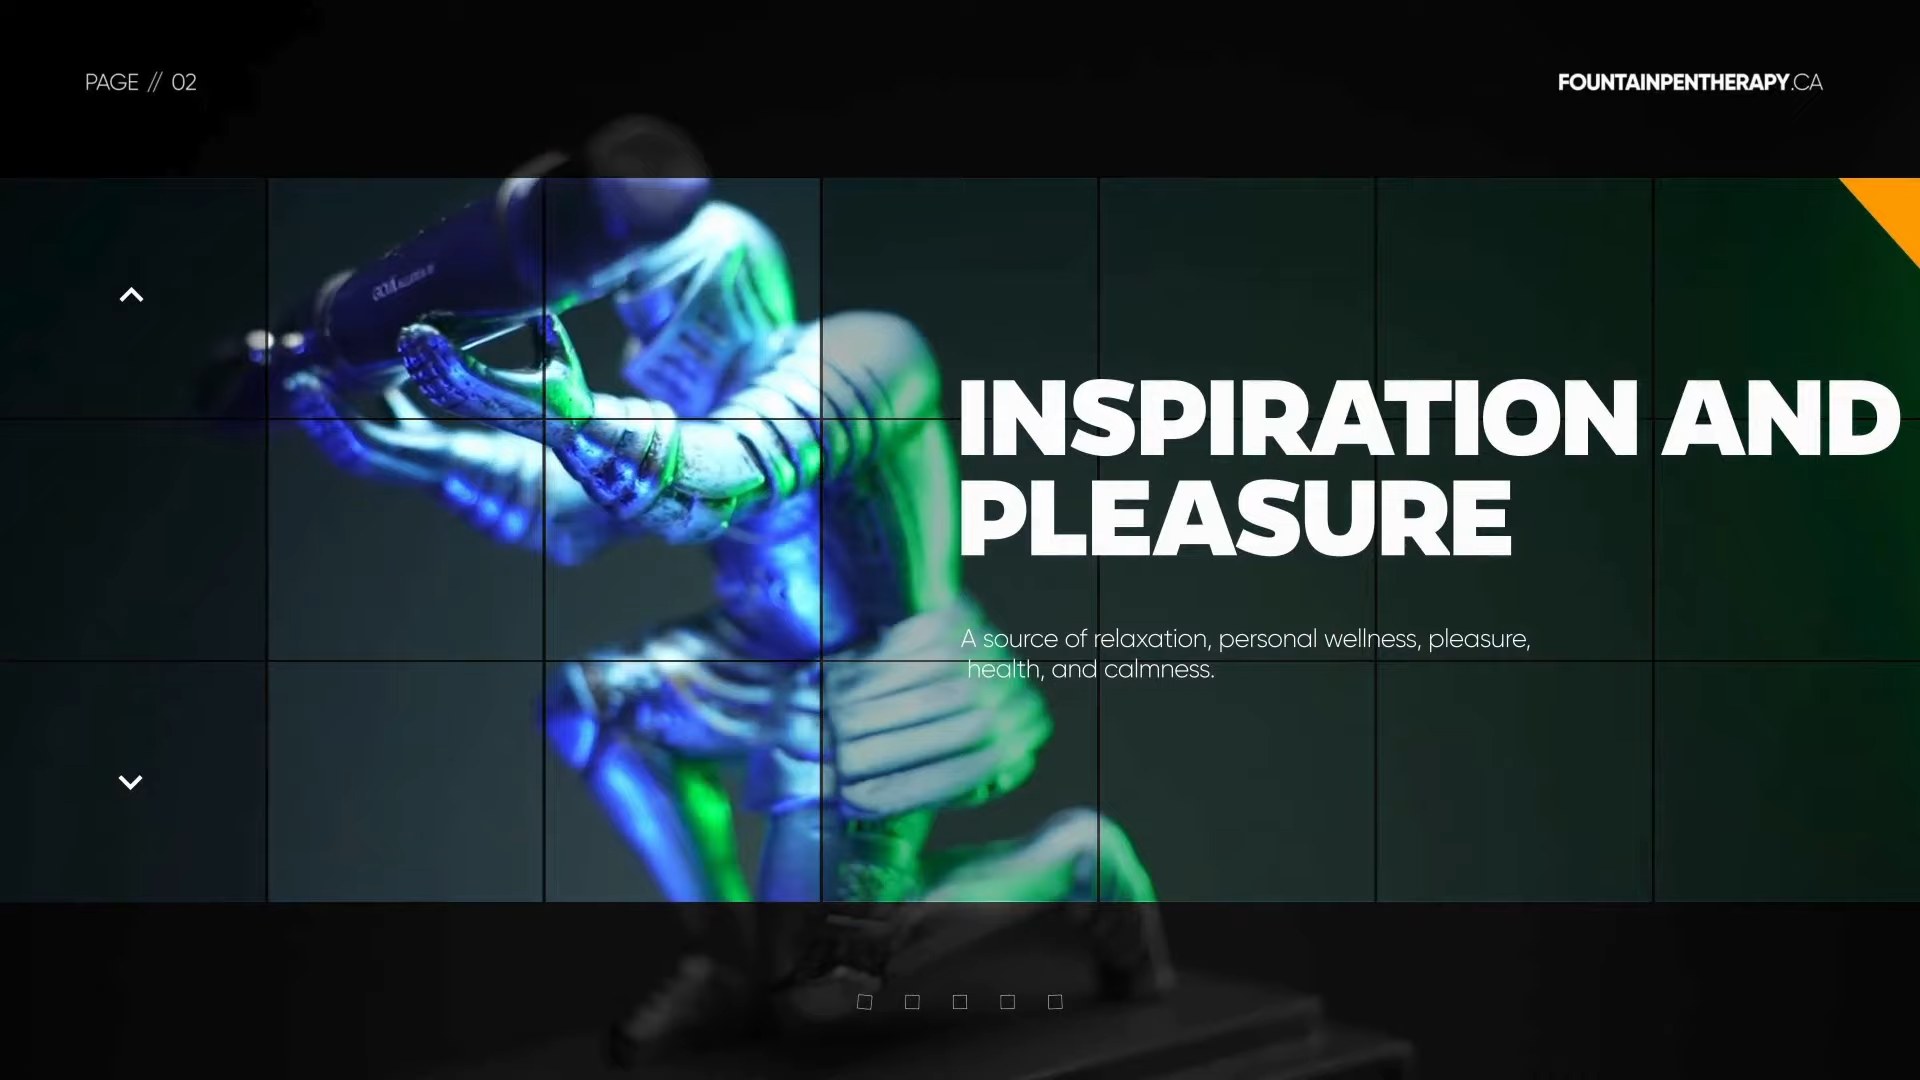 PAGE // 02
FOUNTAINPENTHERAPY.CA
INSPIRATION AND
PLEASURE
A source of relaxation, personal wellness, pleasure,
health, and calmness.